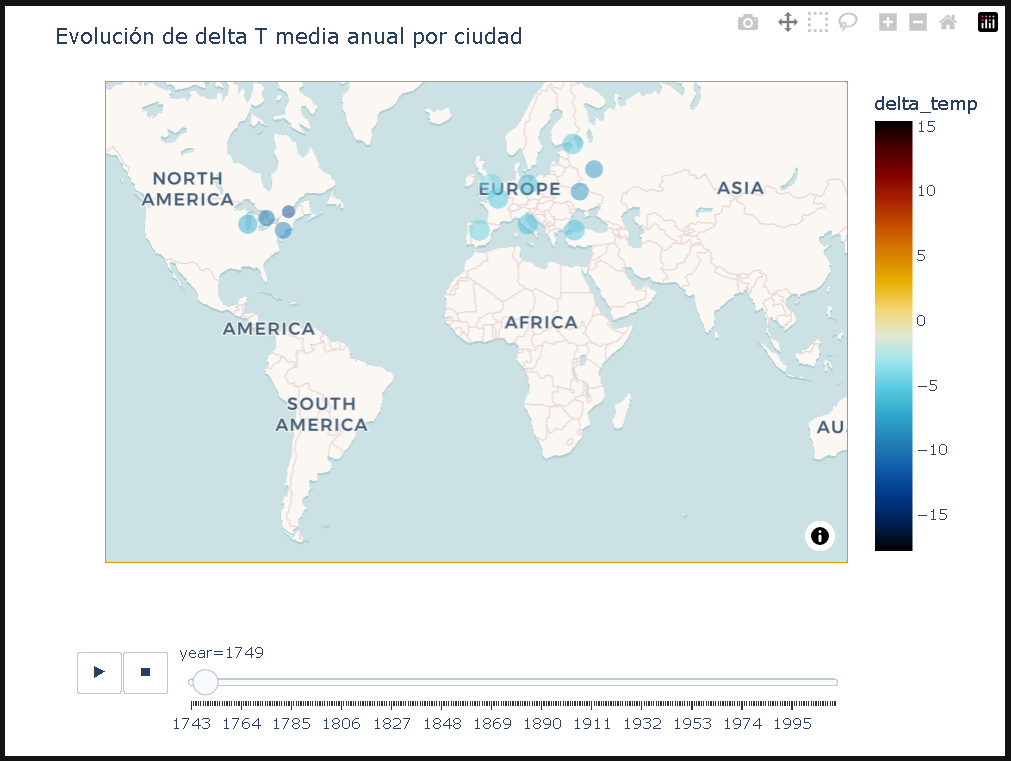 Evolución de delta T media anual por ciudad
delta_temp
15
10
5
0
−5
−10
−15
NORTH
AMERICA
EUROPE
ASIA
AMERICA
AFRICA
SOUTH
AMERICA
AU
year=1749
1743 1764 1785 1806 1827 1848 1869 1890 1911 1932 1953 1974 1995